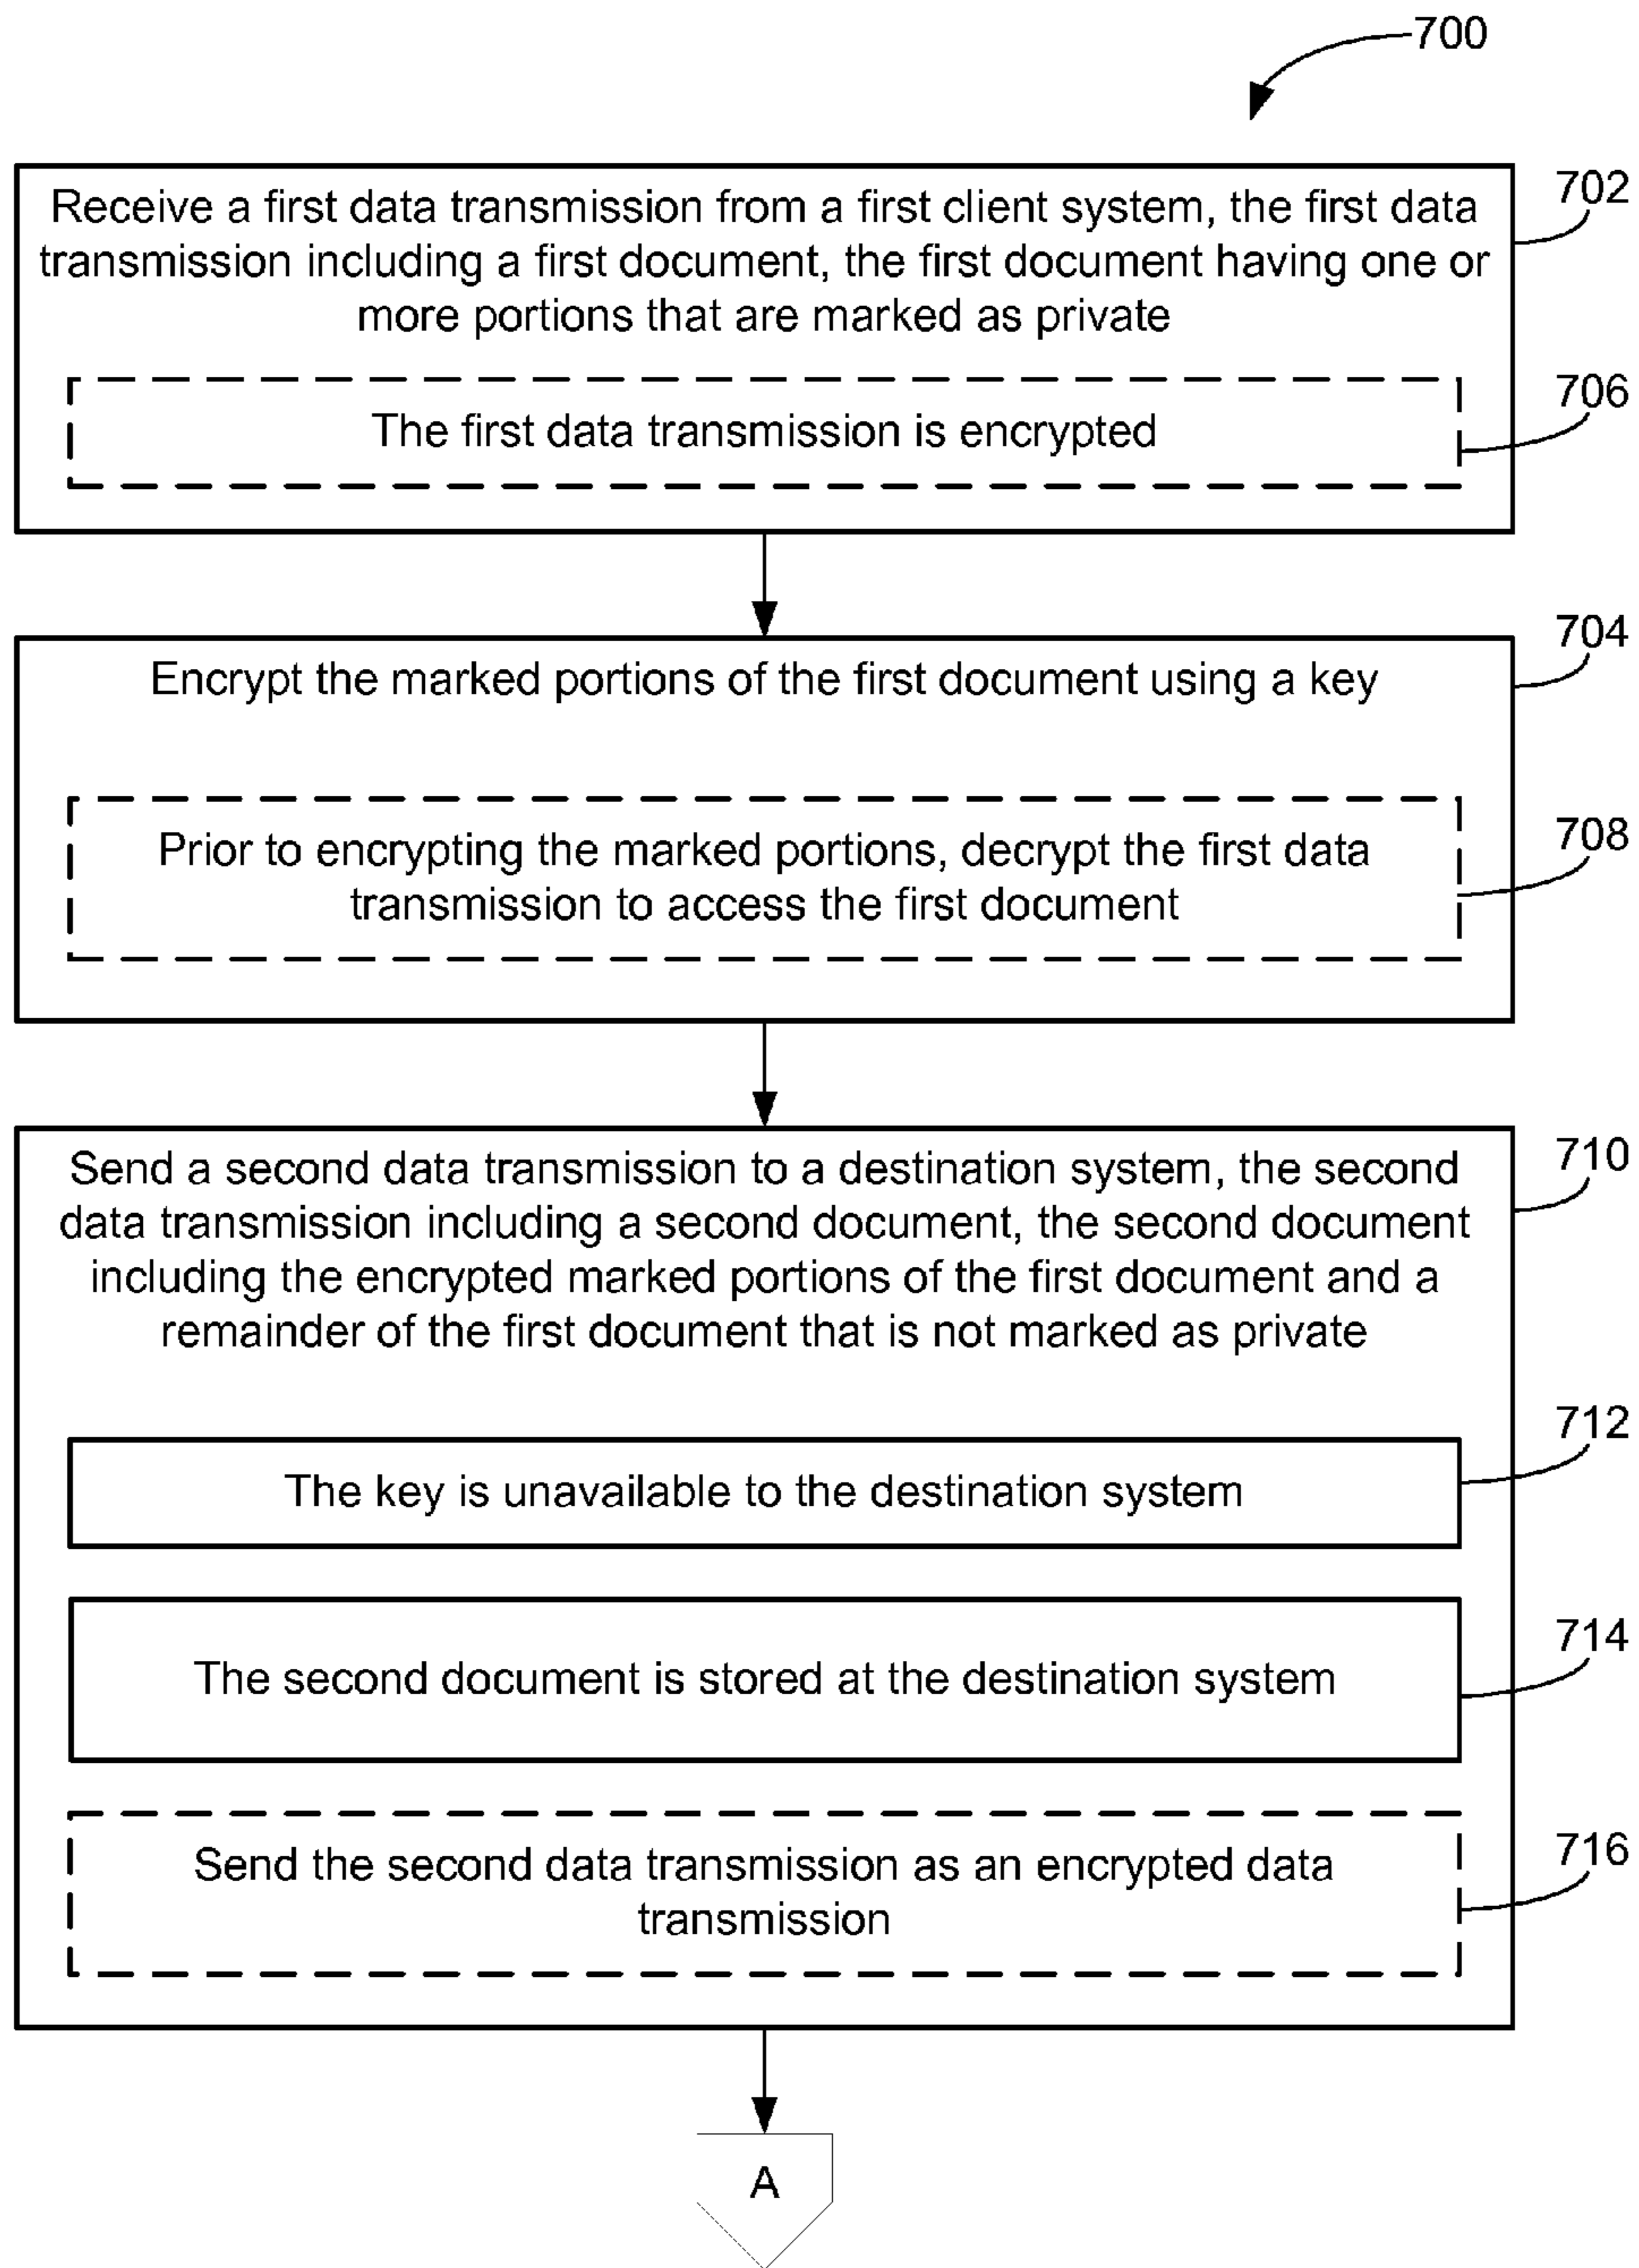 700
702
Receive a first data transmission from a first client system, the first data
transmission including a first document, the first document having one or
more portions that are marked as private
706
The first data transmission is encrypted
704
Encrypt the marked portions of the first document using a key
708
Prior to encrypting the marked portions, decrypt the first data
transmission to access the first document
710
Send a second data transmission to a destination system, the second
data transmission including a second document, the second document
including the encrypted marked portions of the first document and a
remainder of the first document that is not marked as private
712
The key is unavailable to the destination system
714
The second document is stored at the destination system
716
Send the second data transmission as an encrypted data
transmission
A